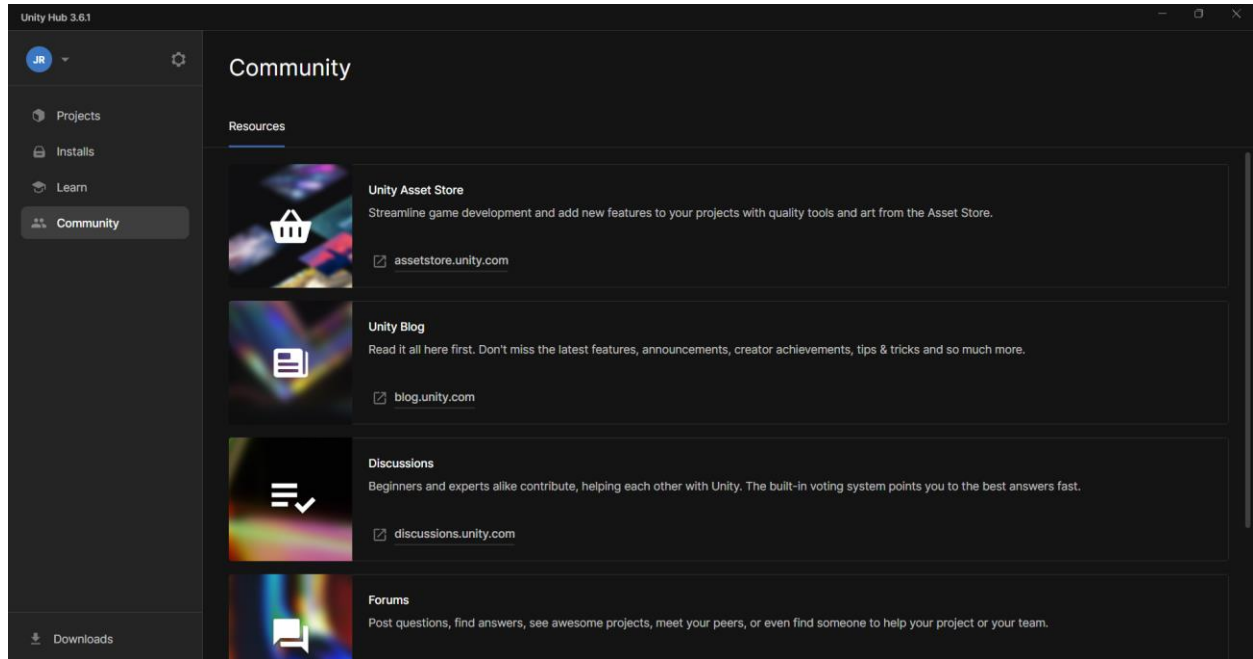 Unity Hub 3.6.1
JR
Projects
Installs
Learn
Community
Downloads
Community
Resources
Unity Asset Store
Streamline game development and add new features to your projects with quality tools and art from the Asset Store.
assetstore.unity.com
Unity Blog
Read it all here first. Don't miss the latest features, announcements, creator achievements, tips & tricks and so much more.
blog.unity.com
Discussions
Beginners and experts alike contribute, helping each other with Unity. The built-in voting system points you to the best answers fast.
discussions.unity.com
Forums
Post questions, find answers, see awesome projects, meet your peers, or even find someone to help your project or your team.